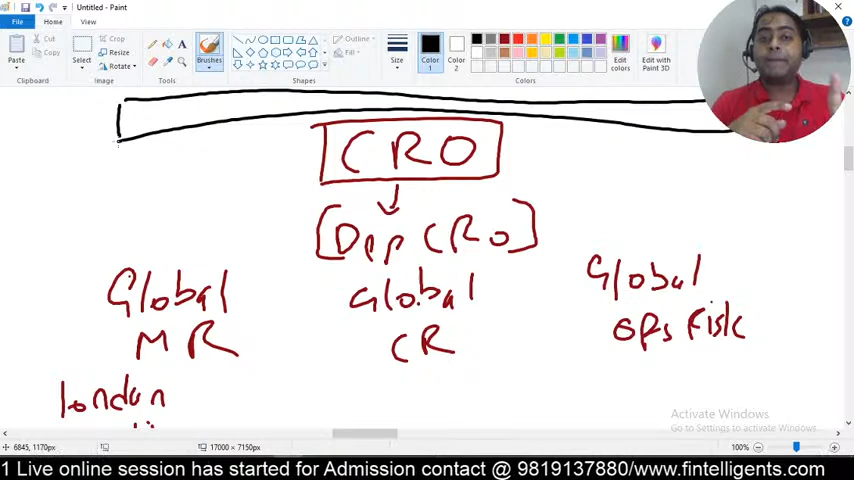 Untitled - Paint
File Home View
Paste Cut Copy Clipboard
Select Crop Resize Rotate Image
Tools
Brushes
Outline Fill Shapes
Size
Color 1 Color 2 Colors
Edit colors
Edit with Paint 3D
CRO
[Dep CRO]
Global MR
Global CR
Global OPs Risk
london
Activate Windows
Go to Settings to activate Windows.
6845, 1170px 17000 × 7150px 100%
1 Live online session has started for Admission contact @ 9819137880/www.fintelligents.com